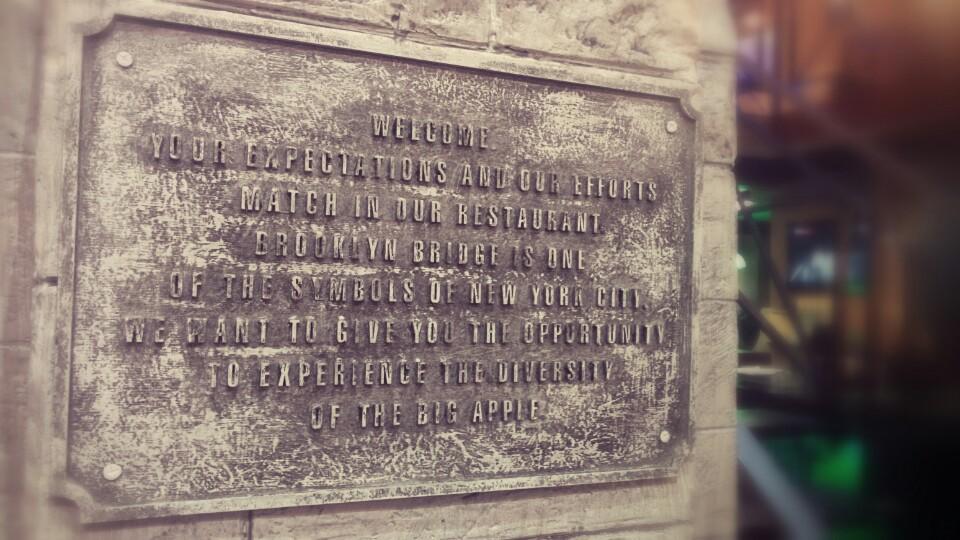 WELCOME.
YOUR EXPECTATIONS AND OUR EFFORTS
MATCH IN OUR RESTAURANT.
BROOKLYN BRIDGE IS ONE
OF THE SYMBOLS OF NEW YORK CITY.
WE WANT TO GIVE YOU THE OPPORTUNITY
TO EXPERIENCE THE DIVERSITY
OF THE BIG APPLE.